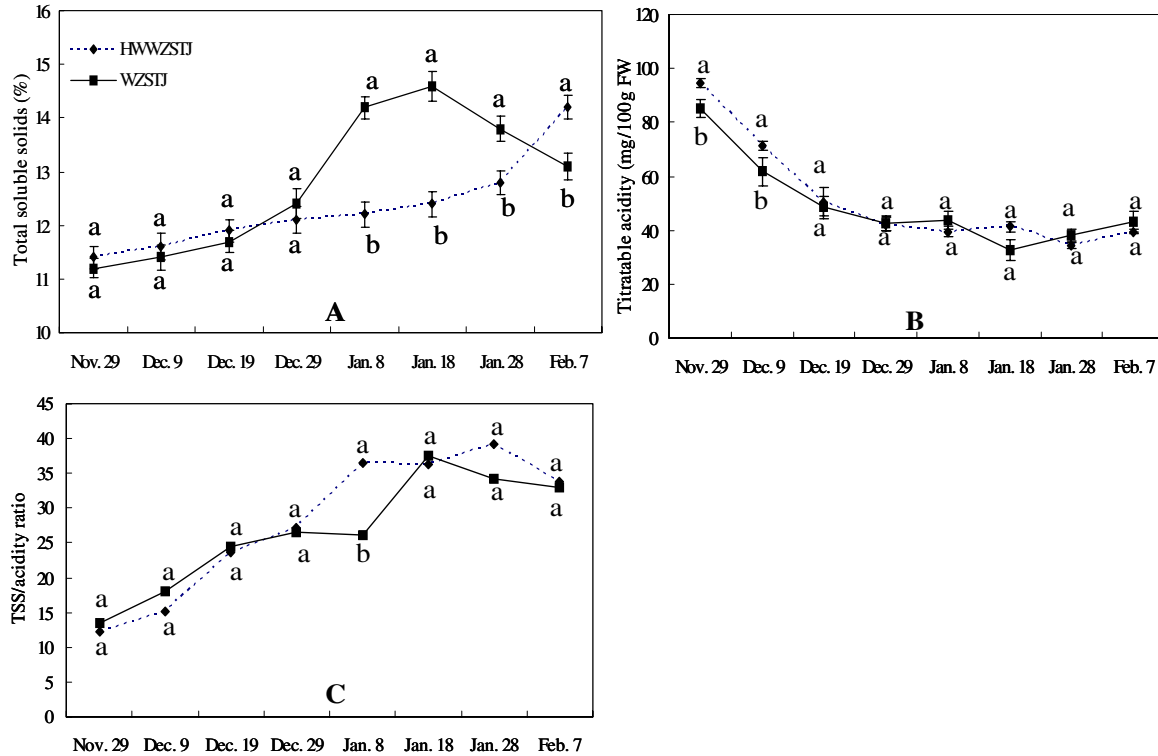 Total soluble solids (%)
16
15
14
13
12
11
10
HWWZSTJ
WZSTJ
a a a a a a a a
a a a a b b b b
A
Nov. 29 Dec. 9 Dec. 19 Dec. 29 Jan. 8 Jan. 18 Jan. 28 Feb. 7
Titratable acidity (mg/100g FW
120
100
80
60
40
20
0
a a a a a a a a
b b a a a a a
B
Nov. 29 Dec. 9 Dec. 19 Dec. 29 Jan. 8 Jan. 18 Jan. 28 Feb. 7
TSS/acidity ratio
45
40
35
30
25
20
15
10
5
0
a a a a a a a a
a a a a b a a a
C
Nov. 29 Dec. 9 Dec. 19 Dec. 29 Jan. 8 Jan. 18 Jan. 28 Feb. 7